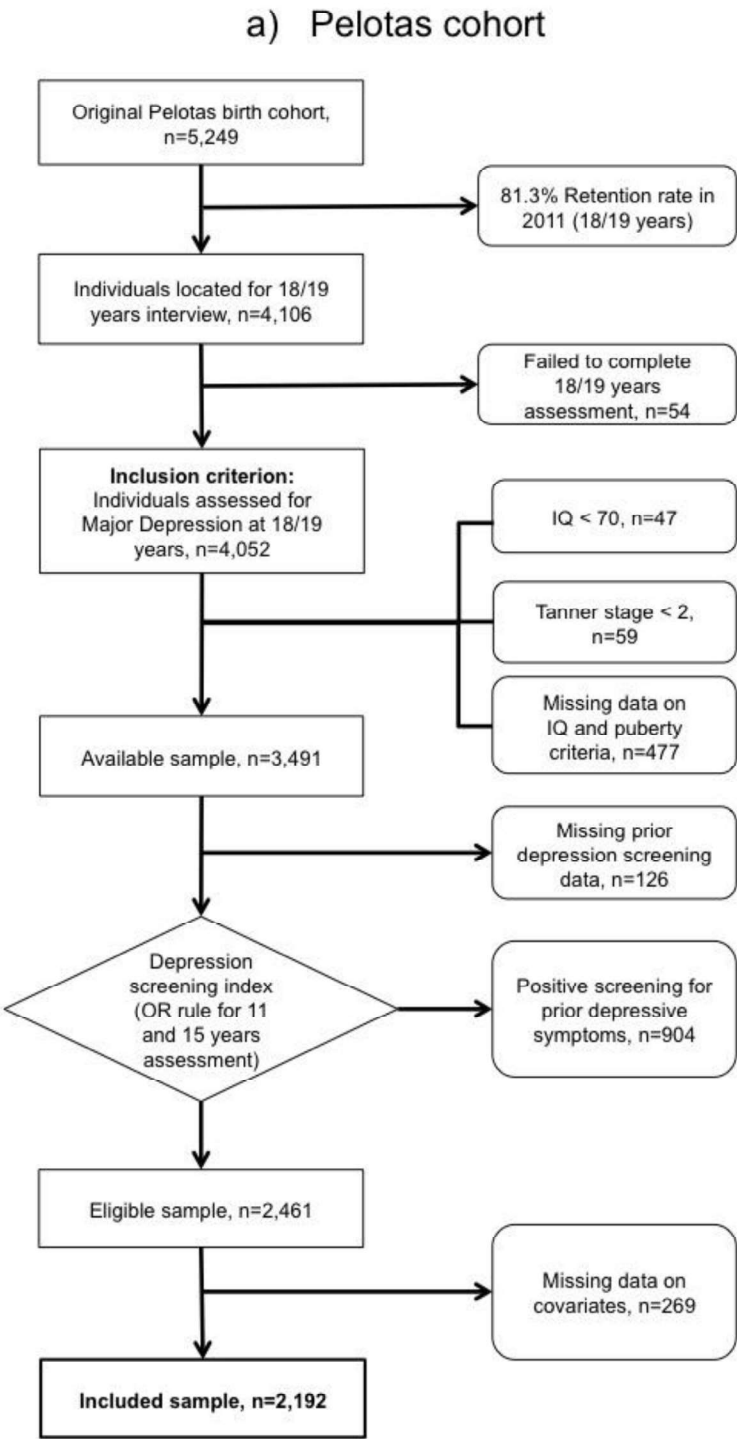 a) Pelotas cohort
Original Pelotas birth cohort,
n=5,249
81.3% Retention rate in
2011 (18/19 years)
Individuals located for 18/19
years interview, n=4,106
Failed to complete
18/19 years
assessment, n=54
Inclusion criterion:
Individuals assessed for
Major Depression at 18/19
years, n=4,052
IQ < 70, n=47
Tanner stage < 2,
n=59
Missing data on
IQ and puberty
criteria, n=477
Available sample, n=3,491
Missing prior
depression screening
data, n=126
Depression
screening index
(OR rule for 11
and 15 years
assessment)
Positive screening for
prior depressive
symptoms, n=904
Eligible sample, n=2,461
Missing data on
covariates, n=269
Included sample, n=2,192